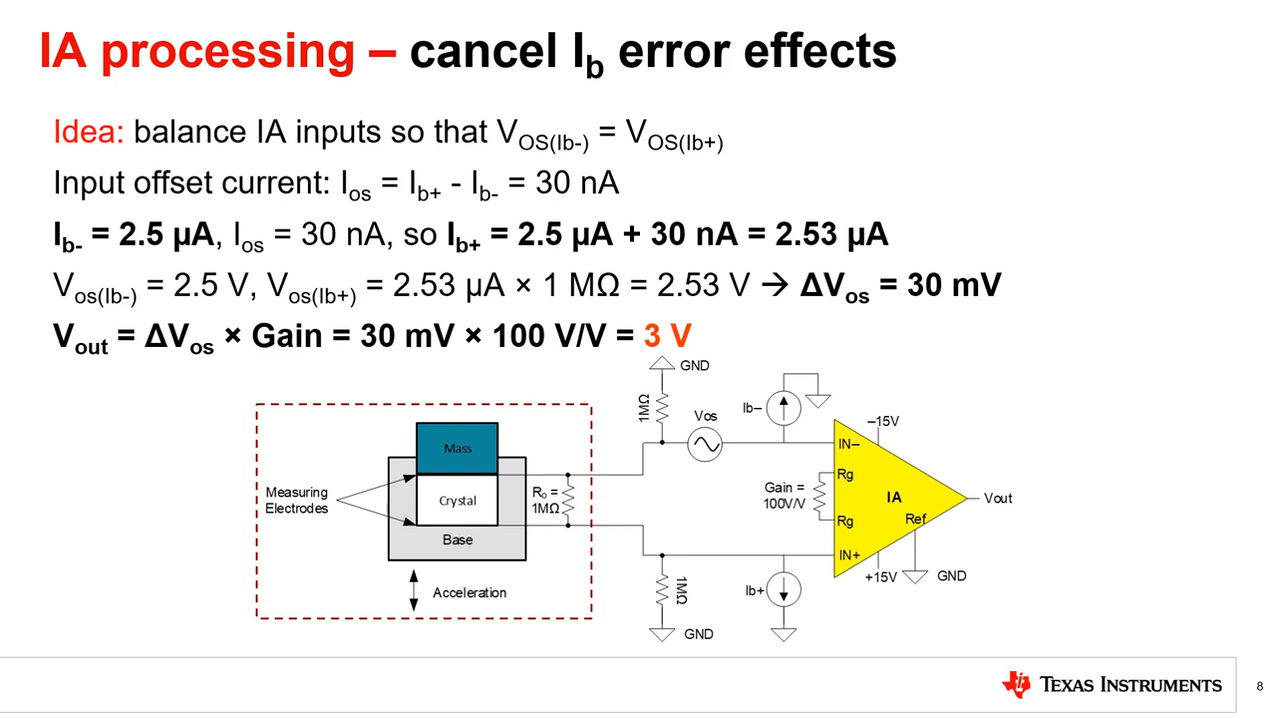 IA processing – cancel Ib error effects
Idea: balance IA inputs so that VOS(Ib-) = VOS(Ib+)
Input offset current: Ios = Ib+ - Ib- = 30 nA
Ib- = 2.5 µA, Ios = 30 nA, so Ib+ = 2.5 µA + 30 nA = 2.53 µA
Vos(Ib-) = 2.5 V, Vos(Ib+) = 2.53 µA × 1 MΩ = 2.53 V → ΔVos = 30 mV
Vout = ΔVos × Gain = 30 mV × 100 V/V = 3 V
GND
1MΩ
Vos
Ib–
–15V
IN–
Mass
Measuring
Electrodes
Crystal
Ro =
1MΩ
Gain =
100V/V
Rg
IA
Vout
Rg
Ref
Base
IN+
+15V
GND
Acceleration
1MΩ
Ib+
GND
TEXAS INSTRUMENTS
8